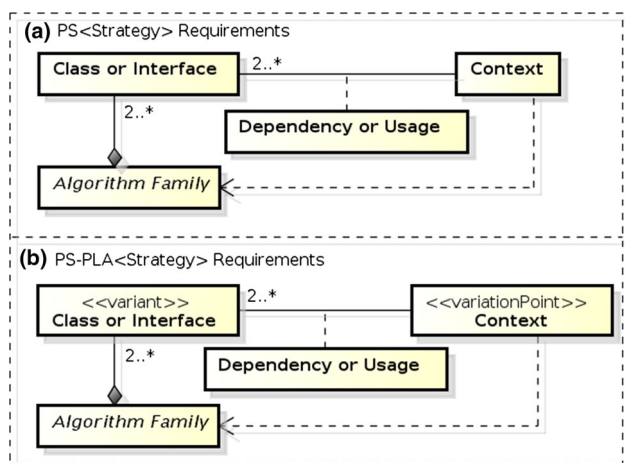 (a) PS<Strategy> Requirements
Class or Interface
2..*
Context
2..*
Dependency or Usage
Algorithm Family
(b) PS-PLA<Strategy> Requirements
<<variant>>
Class or Interface
2..*
<<variationPoint>>
Context
2..*
Dependency or Usage
Algorithm Family